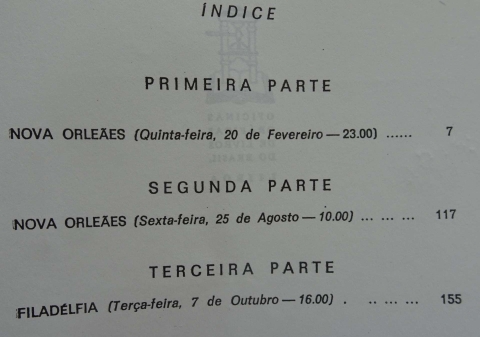 ÍNDICE
PRIMEIRA PARTE
NOVA ORLEÃES (Quinta-feira, 20 de Fevereiro — 23.00) ...... 7
SEGUNDA PARTE
NOVA ORLEÃES (Sexta-feira, 25 de Agosto — 10.00) ... ... ... 117
TERCEIRA PARTE
FILADÉLFIA (Terça-feira, 7 de Outubro — 16.00) . .. ... ... 155